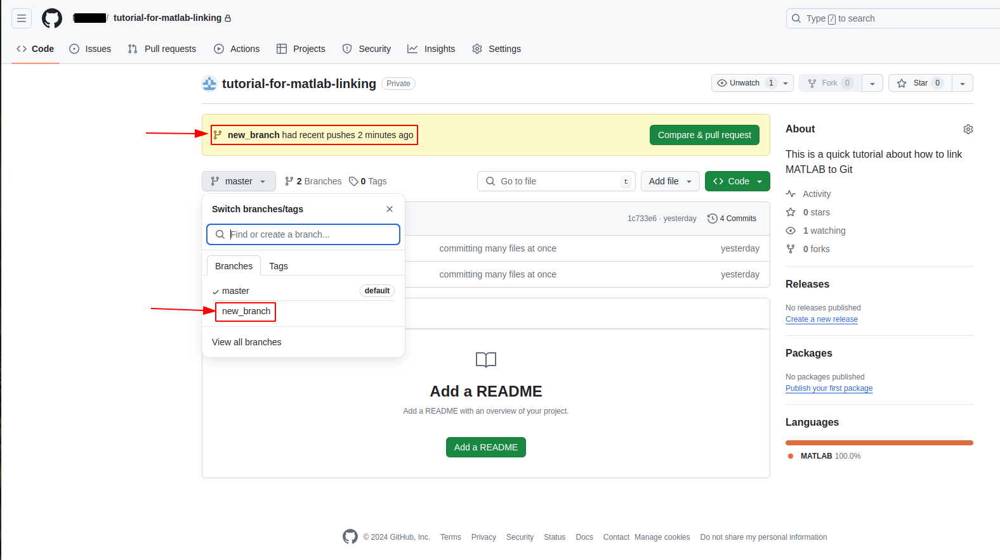 / tutorial-for-matlab-linking
Type / to search
Code Issues Pull requests Actions Projects Security Insights Settings
tutorial-for-matlab-linking Private
Unwatch 1 Fork 0 Star 0
new_branch had recent pushes 2 minutes ago
Compare & pull request
master 2 Branches 0 Tags
Go to file t Add file Code
Switch branches/tags
Find or create a branch...
Branches Tags
master default
new_branch
View all branches
1c733e6 · yesterday 4 Commits
committing many files at once yesterday
committing many files at once yesterday
Add a README
Add a README with an overview of your project.
Add a README
About
This is a quick tutorial about how to link
MATLAB to Git
Activity
0 stars
1 watching
0 forks
Releases
No releases published
Create a new release
Packages
No packages published
Publish your first package
Languages
MATLAB 100.0%
© 2024 GitHub, Inc. Terms Privacy Security Status Docs Contact Manage cookies Do not share my personal information